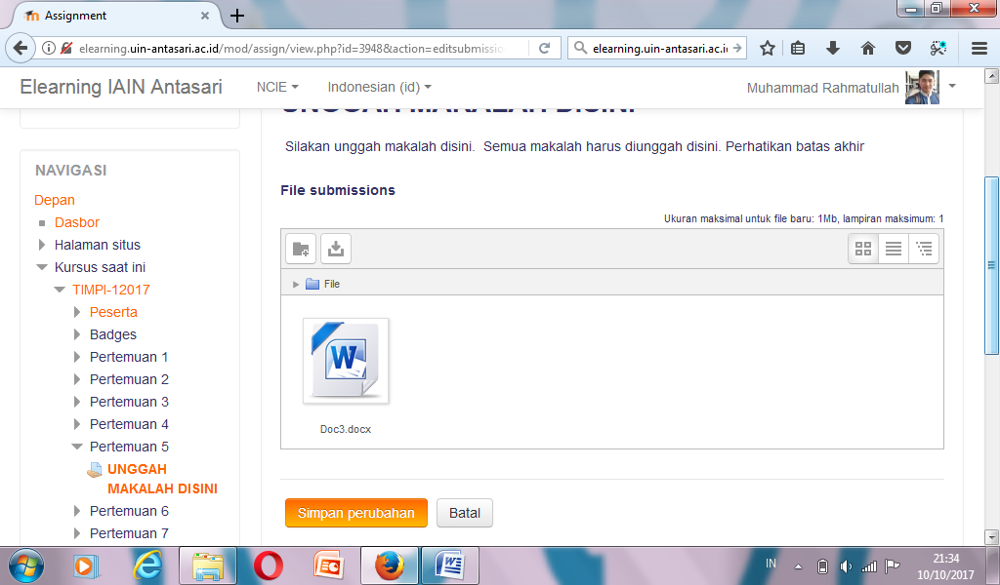 Assignment
elearning.uin-antasari.ac.id/mod/assign/view.php?id=3948&action=editsubmissio
elearning.uin-antasari.ac.i
Elearning IAIN Antasari
NCIE
Indonesian (id)
Muhammad Rahmatullah
UNGGAH MAKALAH DISINI
Silakan unggah makalah disini.  Semua makalah harus diunggah disini. Perhatikan batas akhir
NAVIGASI
Depan
Dasbor
Halaman situs
Kursus saat ini
TIMPI-12017
Peserta
Badges
Pertemuan 1
Pertemuan 2
Pertemuan 3
Pertemuan 4
Pertemuan 5
UNGGAH
MAKALAH DISINI
Pertemuan 6
Pertemuan 7
File submissions
Ukuran maksimal untuk file baru: 1Mb, lampiran maksimum: 1
File
Doc3.docx
Simpan perubahan
Batal
IN
21:34
10/10/2017